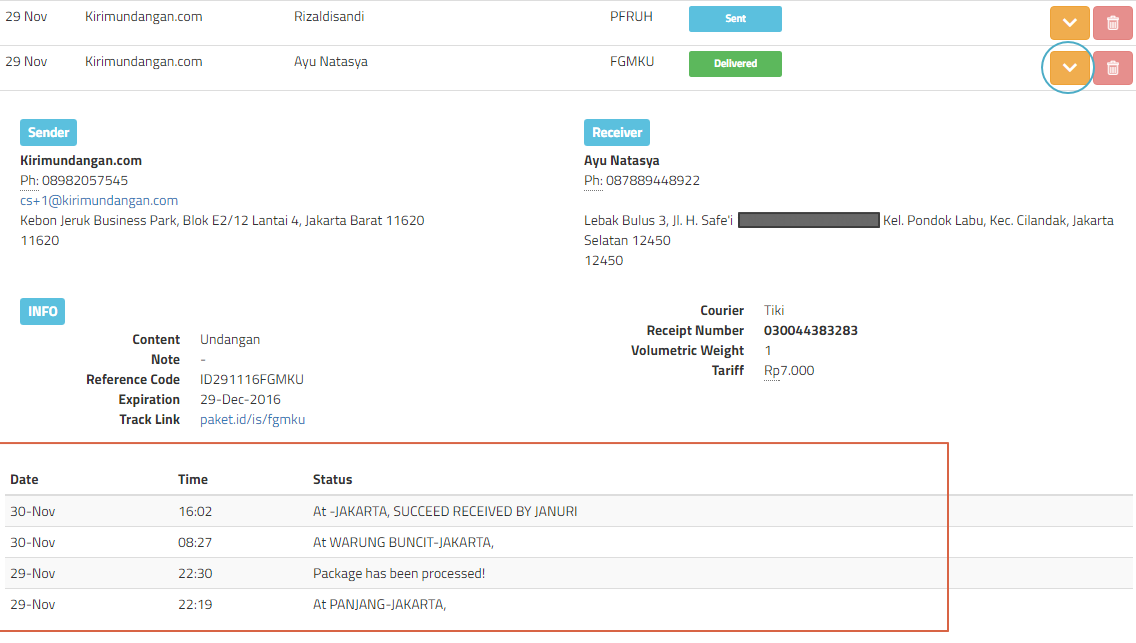 29 Nov Kirimundangan.com Rizaldisandi PFRUH Sent
29 Nov Kirimundangan.com Ayu Natasya FGMKU Delivered
Sender
Kirimundangan.com
Ph: 08982057545
cs+1@kirimundangan.com
Kebon Jeruk Business Park, Blok E2/12 Lantai 4, Jakarta Barat 11620
11620
Receiver
Ayu Natasya
Ph: 087889448922
Lebak Bulus 3, Jl. H. Safe'i Kel. Pondok Labu, Kec. Cilandak, Jakarta
Selatan 12450
12450
INFO
Content Undangan
Note -
Reference Code ID291116FGMKU
Expiration 29-Dec-2016
Track Link paket.id/is/fgmku
Courier Tiki
Receipt Number 030044383283
Volumetric Weight 1
Tariff Rp7.000
Date Time Status
30-Nov 16:02 At -JAKARTA, SUCCEED RECEIVED BY JANURI
30-Nov 08:27 At WARUNG BUNCIT-JAKARTA,
29-Nov 22:30 Package has been processed!
29-Nov 22:19 At PANJANG-JAKARTA,